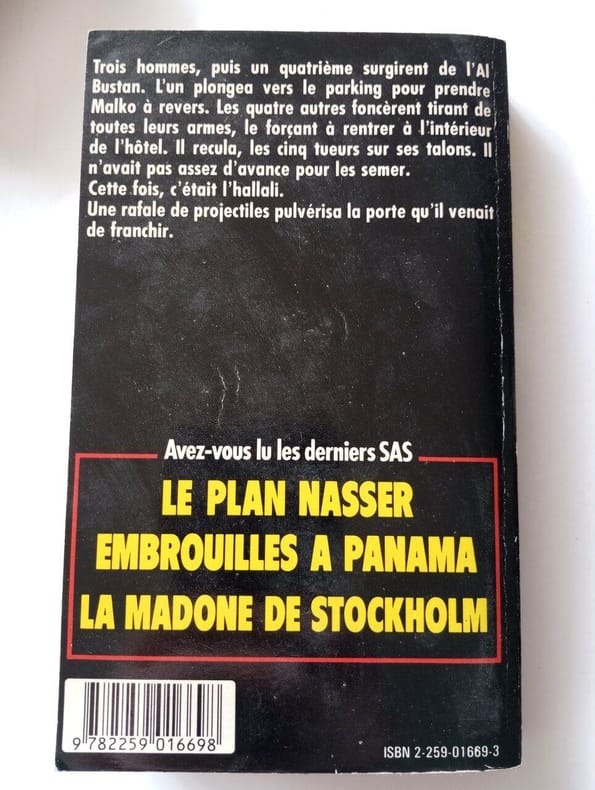 Trois hommes, puis un quatrième surgirent de l'Al
Bustan. L'un plongea vers le parking pour prendre
Malko à revers. Les quatre autres foncèrent tirant de
toutes leurs armes, le forçant à rentrer à l'intérieur
de l'hôtel. Il recula, les cinq tueurs sur ses talons. Il
n'avait pas assez d'avance pour les semer.
Cette fois, c'était l'hallali.
Une rafale de projectiles pulvérisa la porte qu'il venait
de franchir.
Avez-vous lu les derniers SAS
LE PLAN NASSER
EMBROUILLES A PANAMA
LA MADONE DE STOCKHOLM
9 782259 016698
ISBN 2-259-01669-3